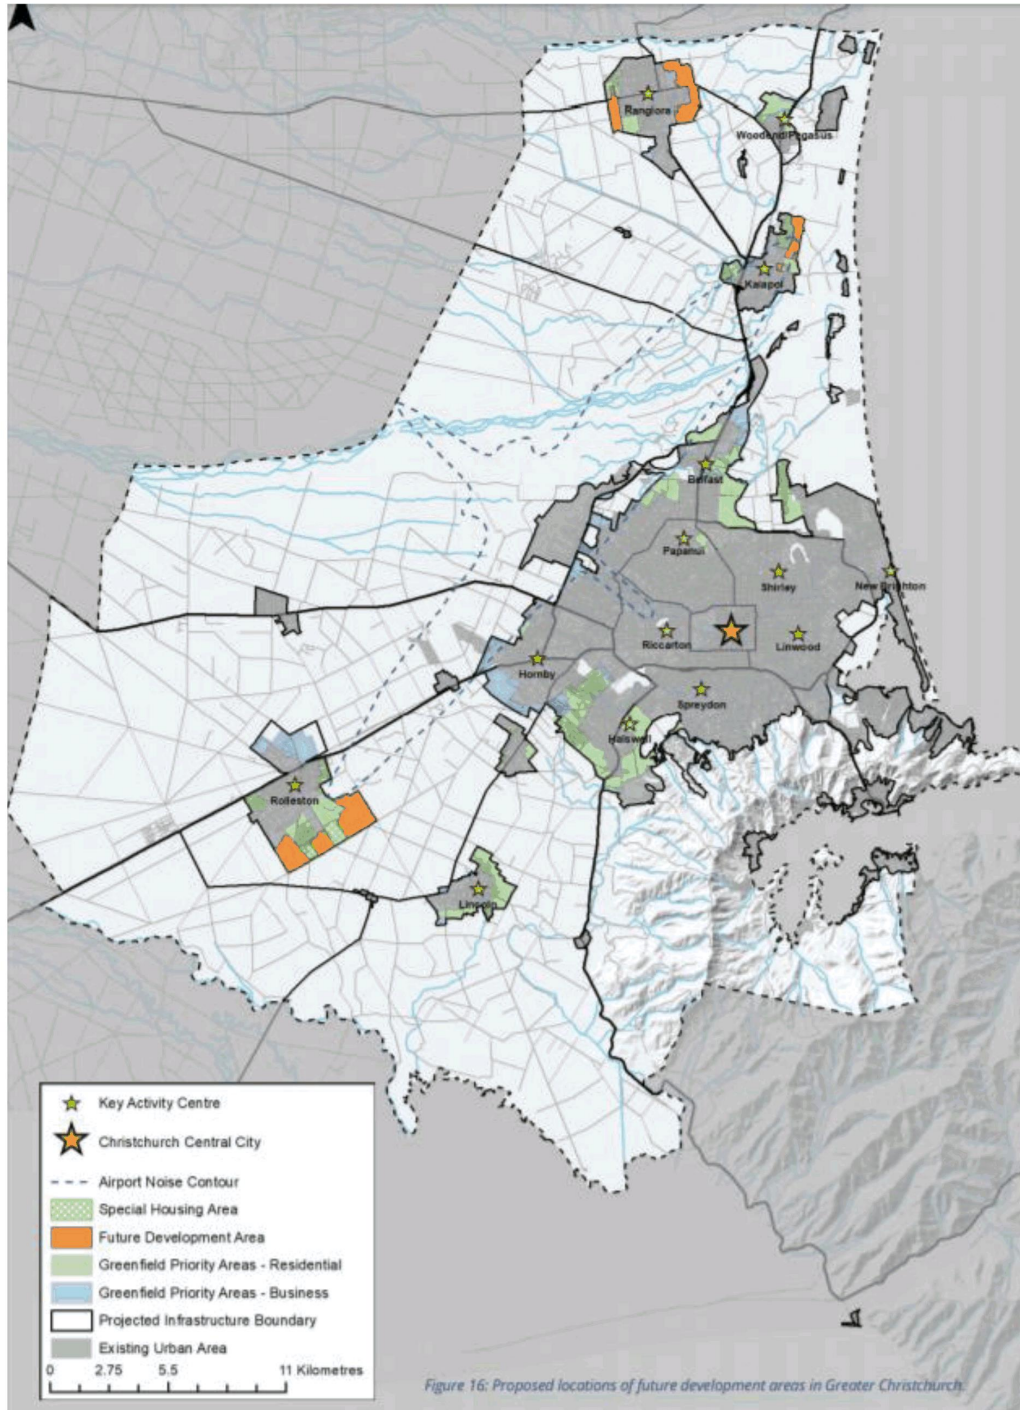 Rangiora
Woodend/Pegasus
Kaiapoi
Belfast
Papanui
Shirley
New Brighton
Riccarton
Linwood
Hornby
Spreydon
Halswell
Rolleston
Lincoln
Key Activity Centre
Christchurch Central City
Airport Noise Contour
Special Housing Area
Future Development Area
Greenfield Priority Areas - Residential
Greenfield Priority Areas - Business
Projected Infrastructure Boundary
Existing Urban Area
0 2.75 5.5 11 Kilometres
Figure 16: Proposed locations of future development areas in Greater Christchurch.